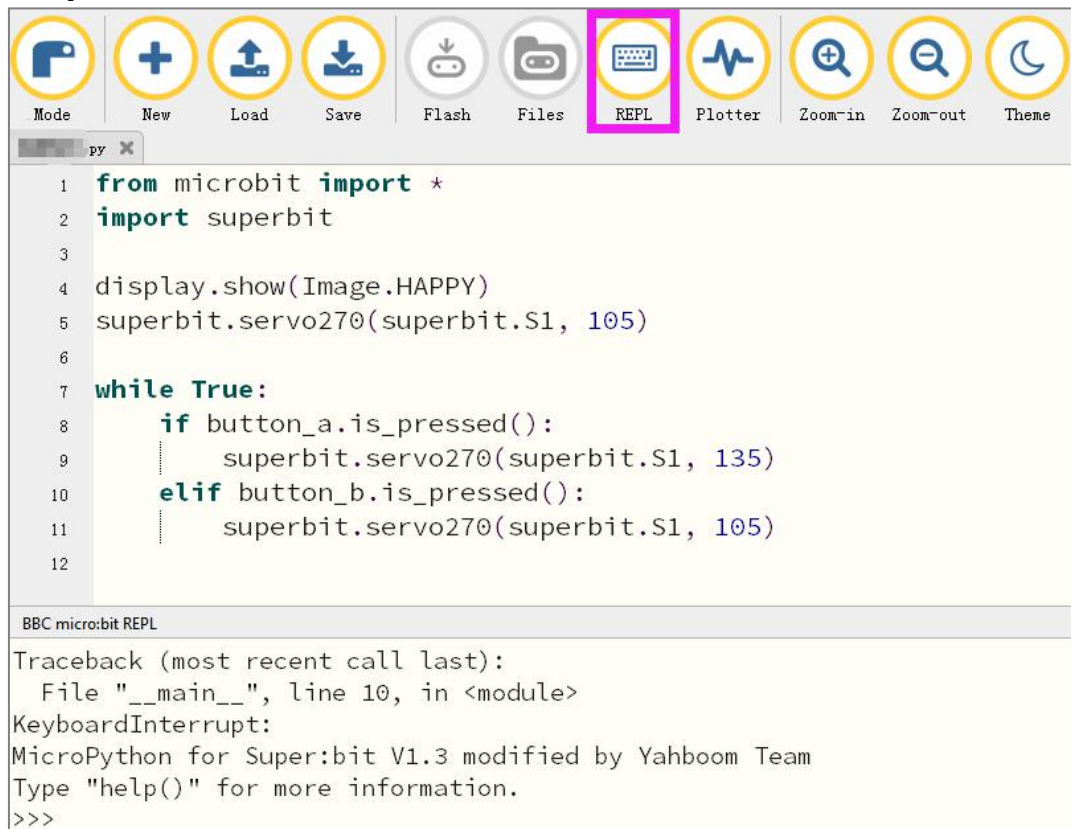 Mode New Load Save Flash Files REPL Plotter Zoom-in Zoom-out Theme
py
1 from microbit import *
2 import superbit
3
4 display.show(Image.HAPPY)
5 superbit.servo270(superbit.S1, 105)
6
7 while True:
8     if button_a.is_pressed():
9         superbit.servo270(superbit.S1, 135)
10     elif button_b.is_pressed():
11         superbit.servo270(superbit.S1, 105)
12
BBC micro:bit REPL
Traceback (most recent call last):
  File "__main__", line 10, in <module>
KeyboardInterrupt:
MicroPython for Super:bit V1.3 modified by Yahboom Team
Type "help()" for more information.
>>>